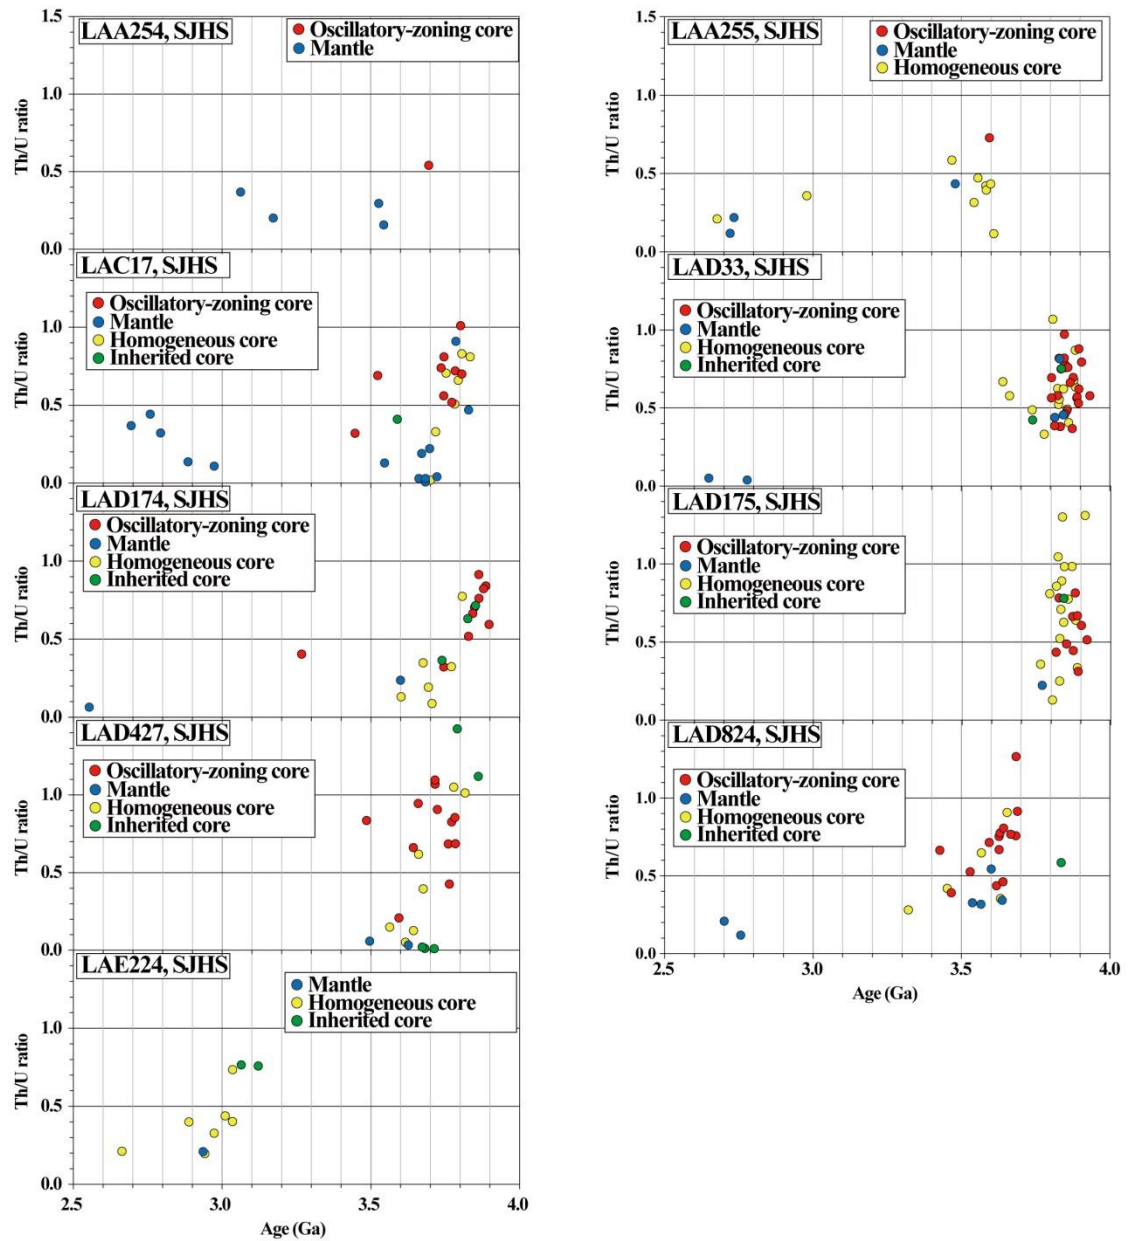 LAA254, SJHS
Oscillatory-zoning core
Mantle
1.5
1.0
0.5
0.0
Th/U ratio
LAC17, SJHS
Oscillatory-zoning core
Mantle
Homogeneous core
Inherited core
1.0
0.5
0.0
Th/U ratio
LAD174, SJHS
Oscillatory-zoning core
Mantle
Homogeneous core
Inherited core
1.0
0.5
0.0
Th/U ratio
LAD427, SJHS
Oscillatory-zoning core
Mantle
Homogeneous core
Inherited core
1.0
0.5
0.0
Th/U ratio
LAE224, SJHS
Mantle
Homogeneous core
Inherited core
1.0
0.5
0.0
Th/U ratio
2.5 3.0 3.5 4.0
Age (Ga)
LAA255, SJHS
Oscillatory-zoning core
Mantle
Homogeneous core
1.5
1.0
0.5
0.0
Th/U ratio
LAD33, SJHS
Oscillatory-zoning core
Mantle
Homogeneous core
Inherited core
1.0
0.5
0.0
Th/U ratio
LAD175, SJHS
Oscillatory-zoning core
Mantle
Homogeneous core
Inherited core
1.0
0.5
0.0
Th/U ratio
LAD824, SJHS
Oscillatory-zoning core
Mantle
Homogeneous core
Inherited core
1.0
0.5
0.0
Th/U ratio
2.5 3.0 3.5 4.0
Age (Ga)